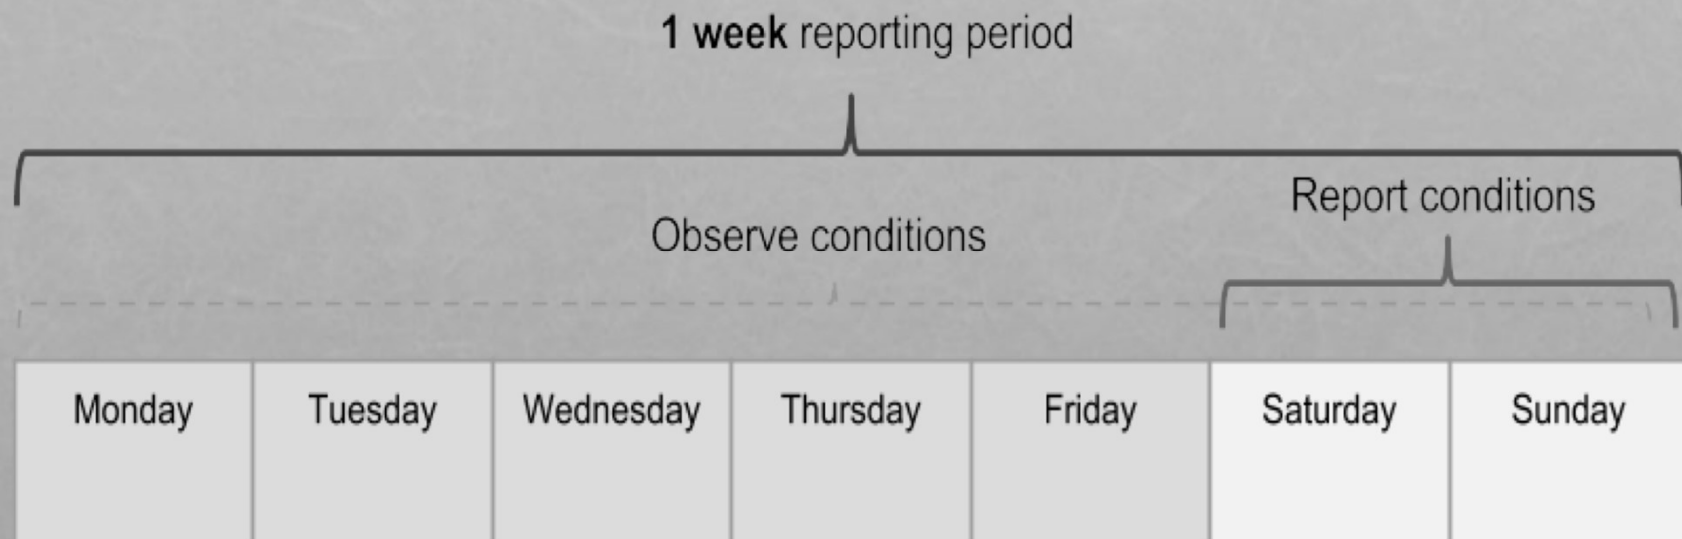 1 week reporting period
Report conditions
Observe conditions
Monday Tuesday Wednesday Thursday Friday Saturday Sunday